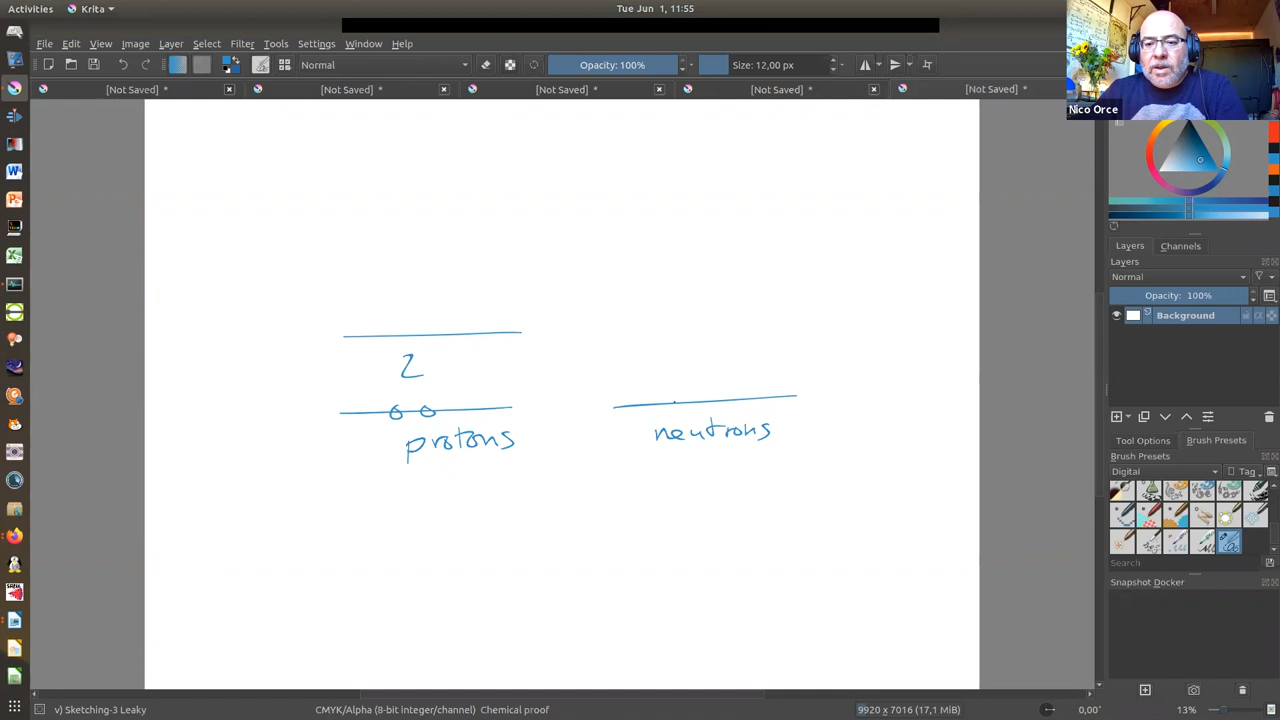 Activities
Krita
Tue Jun 1, 11:55
File Edit View Image Layer Select Filter Tools Settings Window Help
Normal
Opacity: 100%
Size: 12,00 px
[Not Saved] *
[Not Saved] *
[Not Saved] *
[Not Saved] *
[Not Saved] *
Nico Orce
2
protons
neutrons
Layers Channels
Layers
Normal
Opacity: 100%
Background
Tool Options Brush Presets
Brush Presets
Digital
Tag
Search
Snapshot Docker
v) Sketching-3 Leaky
CMYK/Alpha (8-bit integer/channel) Chemical proof
9920 x 7016 (17,1 MiB)
0,00°
13%